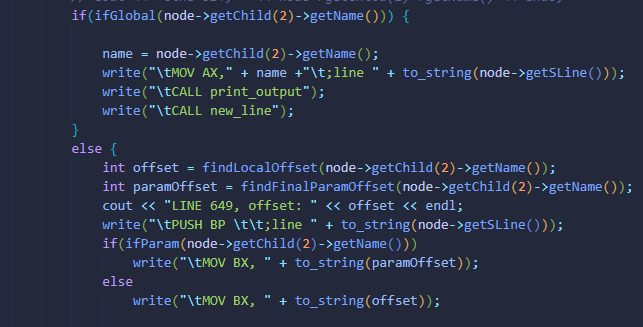 if(ifGlobal(node->getChild(2)->getName())) {
name = node->getChild(2)->getName();
write("\tMOV AX," + name +"\t;line " + to_string(node->getSLine()));
write("\tCALL print_output");
write("\tCALL new_line");
}
else {
int offset = findLocalOffset(node->getChild(2)->getName());
int paramOffset = findFinalParamOffset(node->getChild(2)->getName());
cout << "LINE 649, offset: " << offset << endl;
write("\tPUSH BP \t\t;line " + to_string(node->getSLine()));
if(ifParam(node->getChild(2)->getName()))
write("\tMOV BX, " + to_string(paramOffset));
else
write("\tMOV BX, " + to_string(offset));